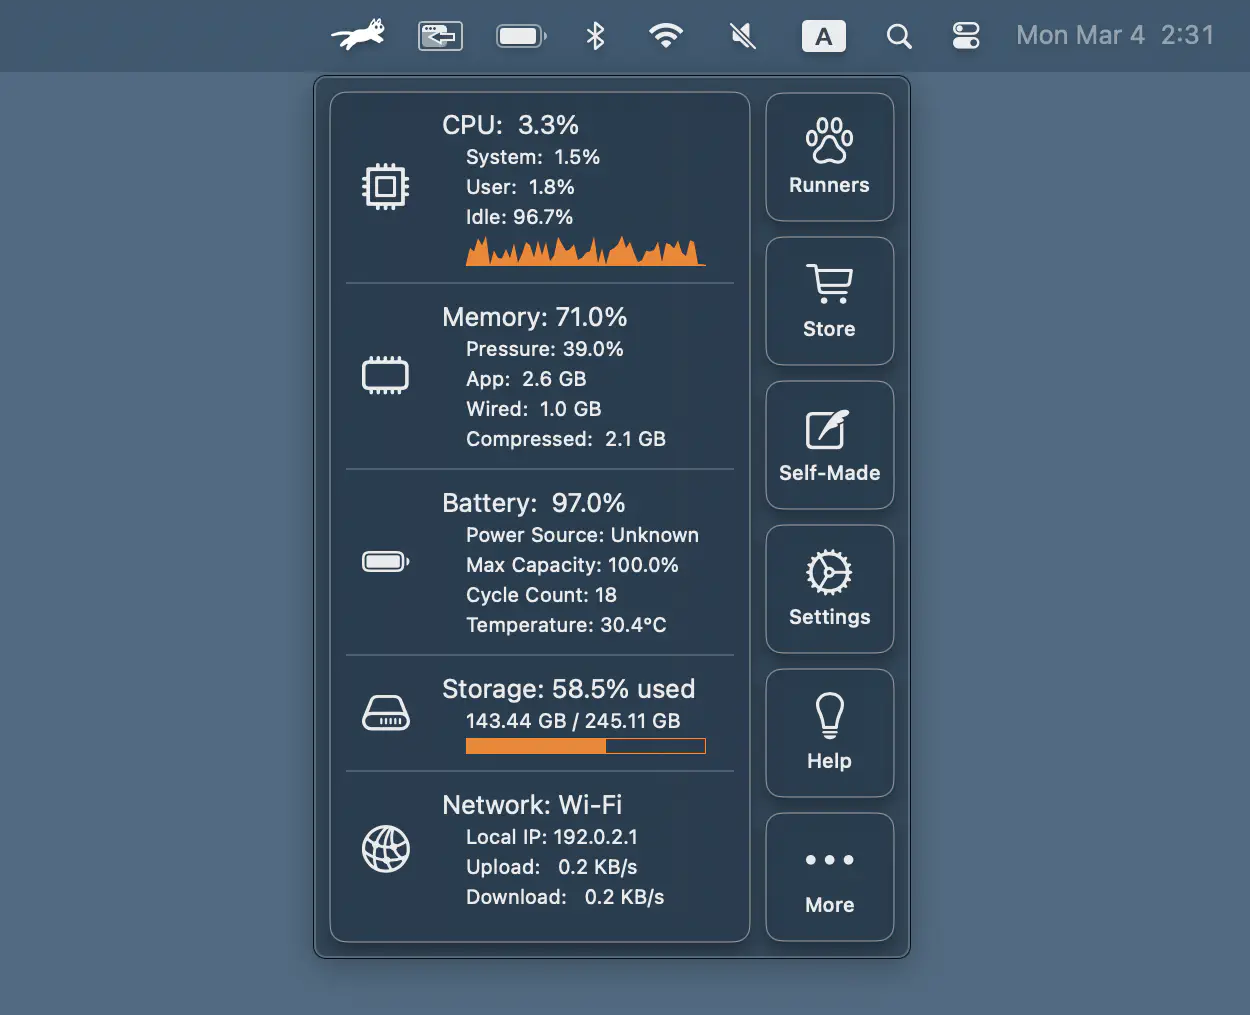 A
Mon Mar 4 2:31
CPU: 3.3%
System: 1.5%
User: 1.8%
Idle: 96.7%
Memory: 71.0%
Pressure: 39.0%
App: 2.6 GB
Wired: 1.0 GB
Compressed: 2.1 GB
Battery: 97.0%
Power Source: Unknown
Max Capacity: 100.0%
Cycle Count: 18
Temperature: 30.4°C
Storage: 58.5% used
143.44 GB / 245.11 GB
Network: Wi-Fi
Local IP: 192.0.2.1
Upload: 0.2 KB/s
Download: 0.2 KB/s
Runners
Store
Self-Made
Settings
Help
More